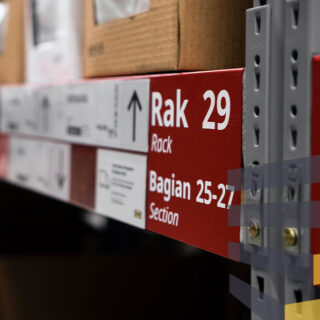 Rak 29
Rack
Bagian 25-27
Section